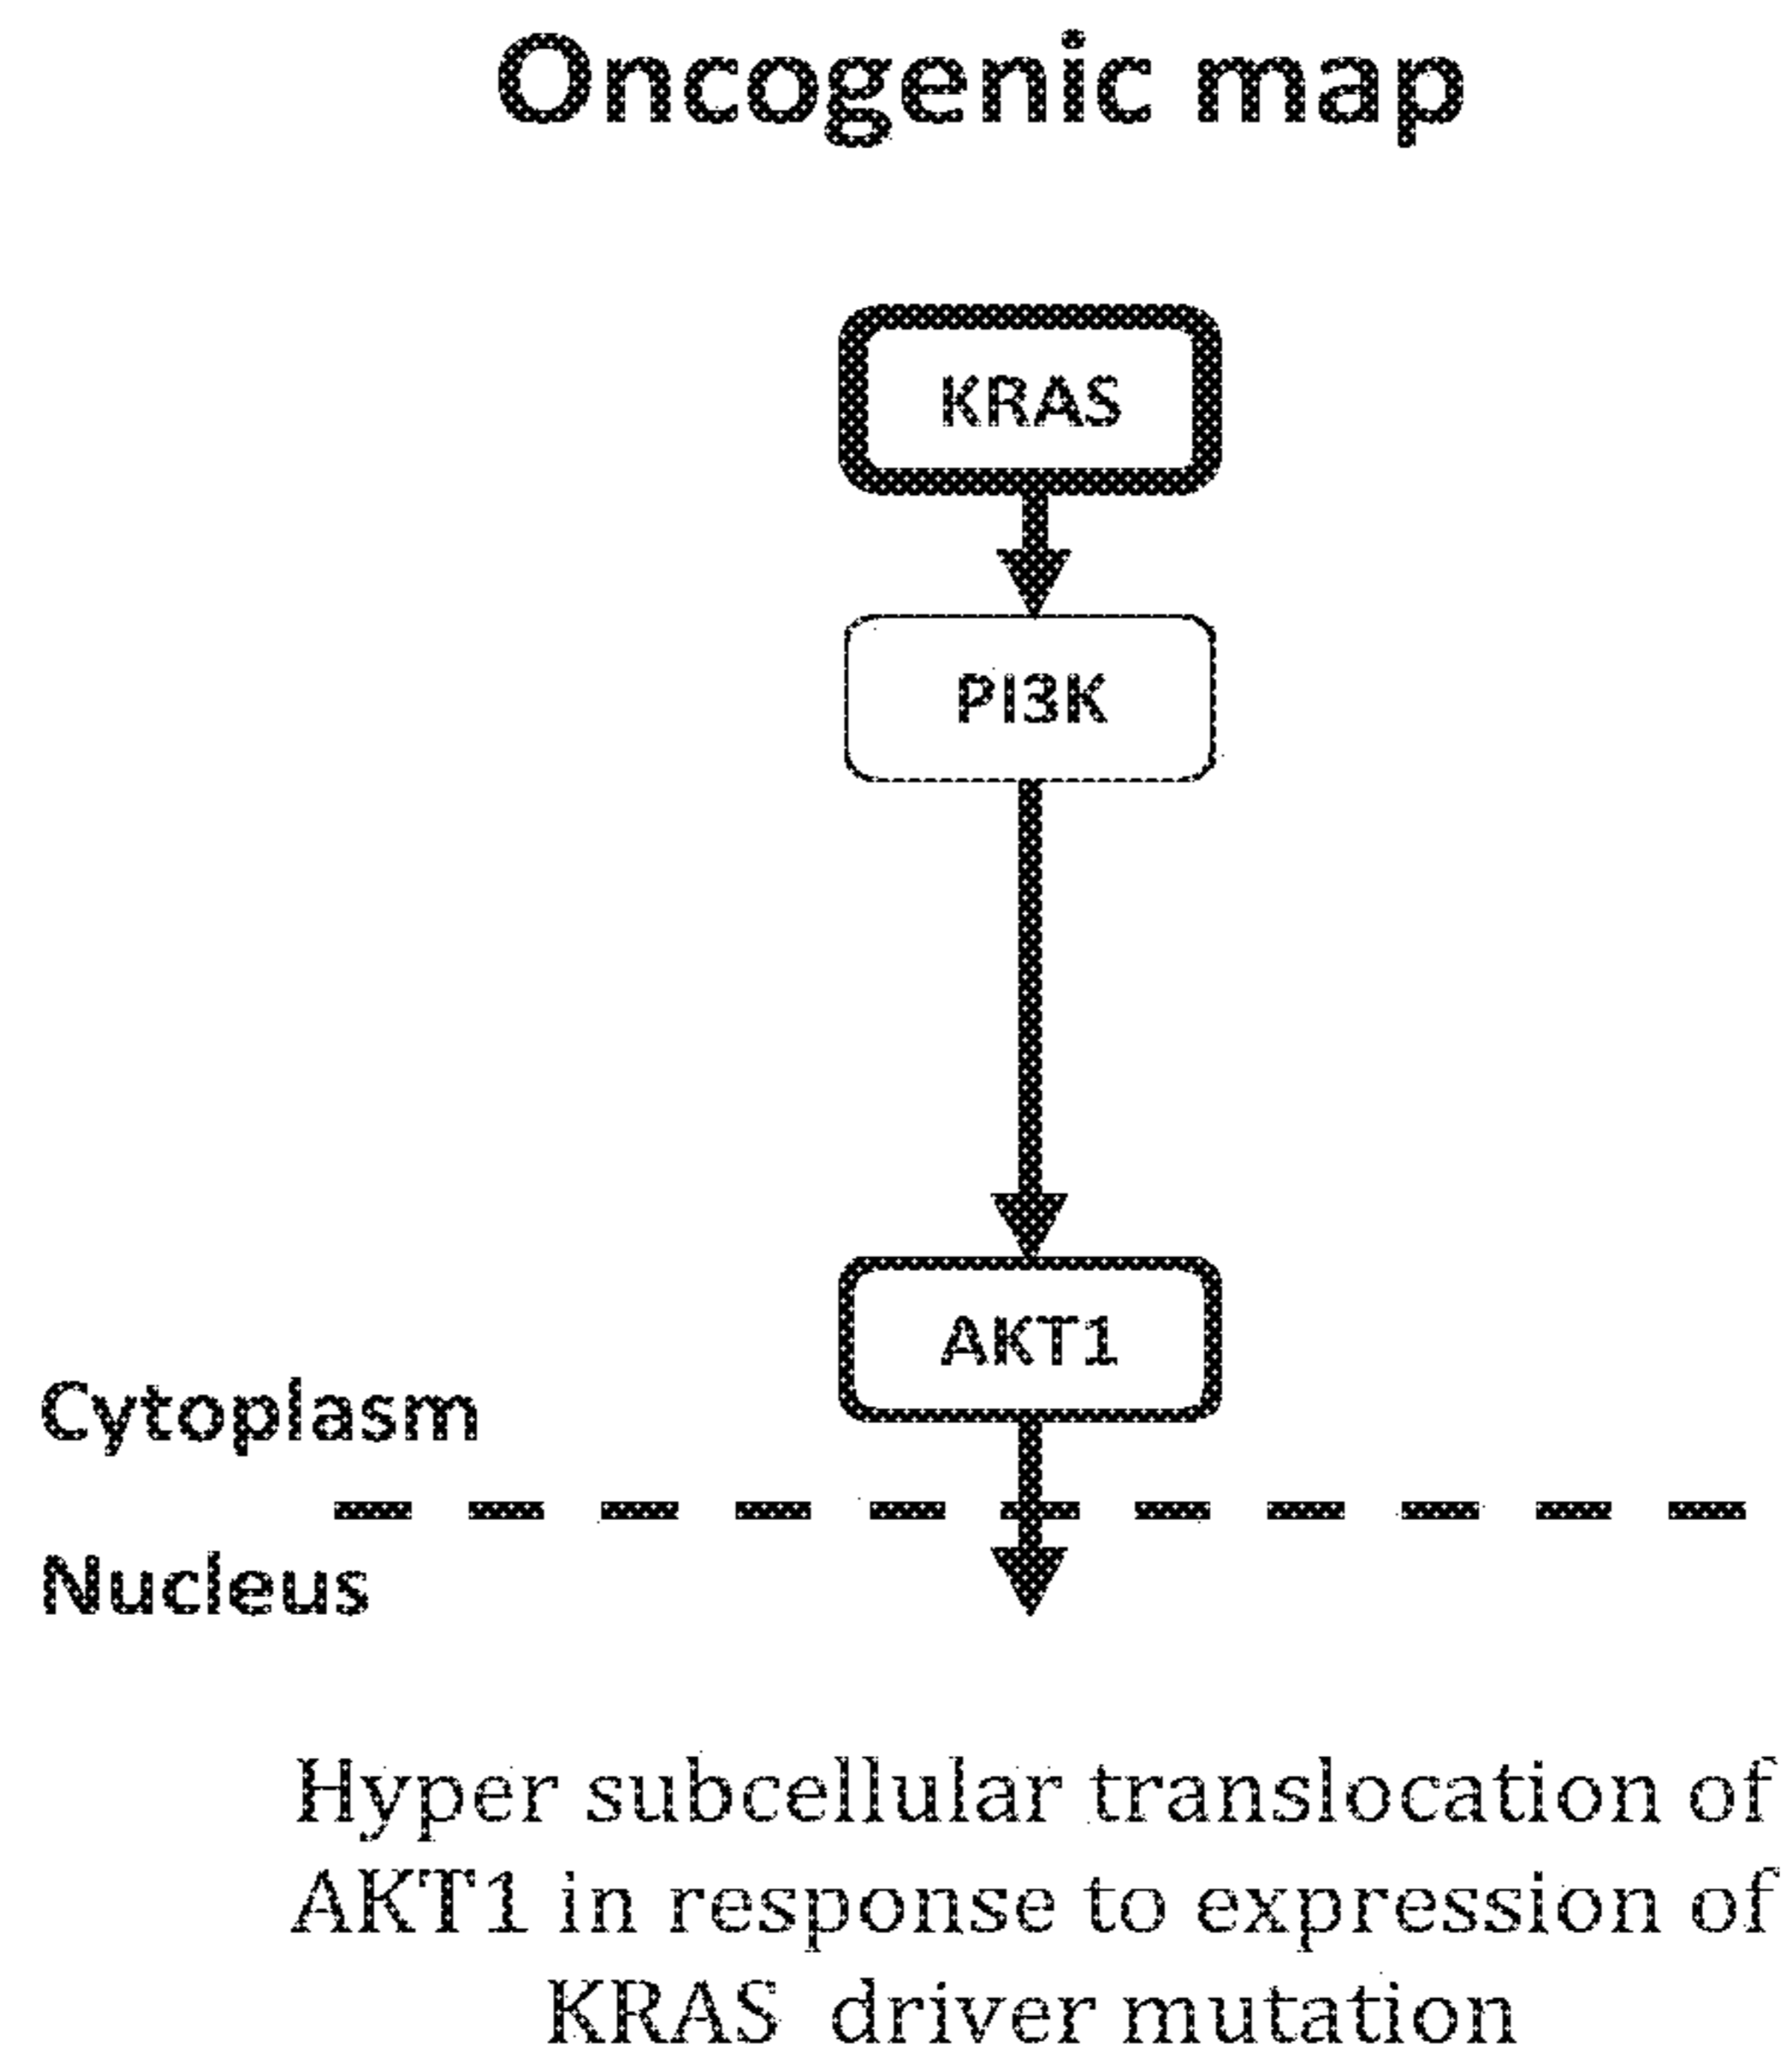 Oncogenic map
KRAS
PI3K
AKT1
Cytoplasm
Nucleus
Hyper subcellular translocation of
AKT1 in response to expression of
KRAS driver mutation